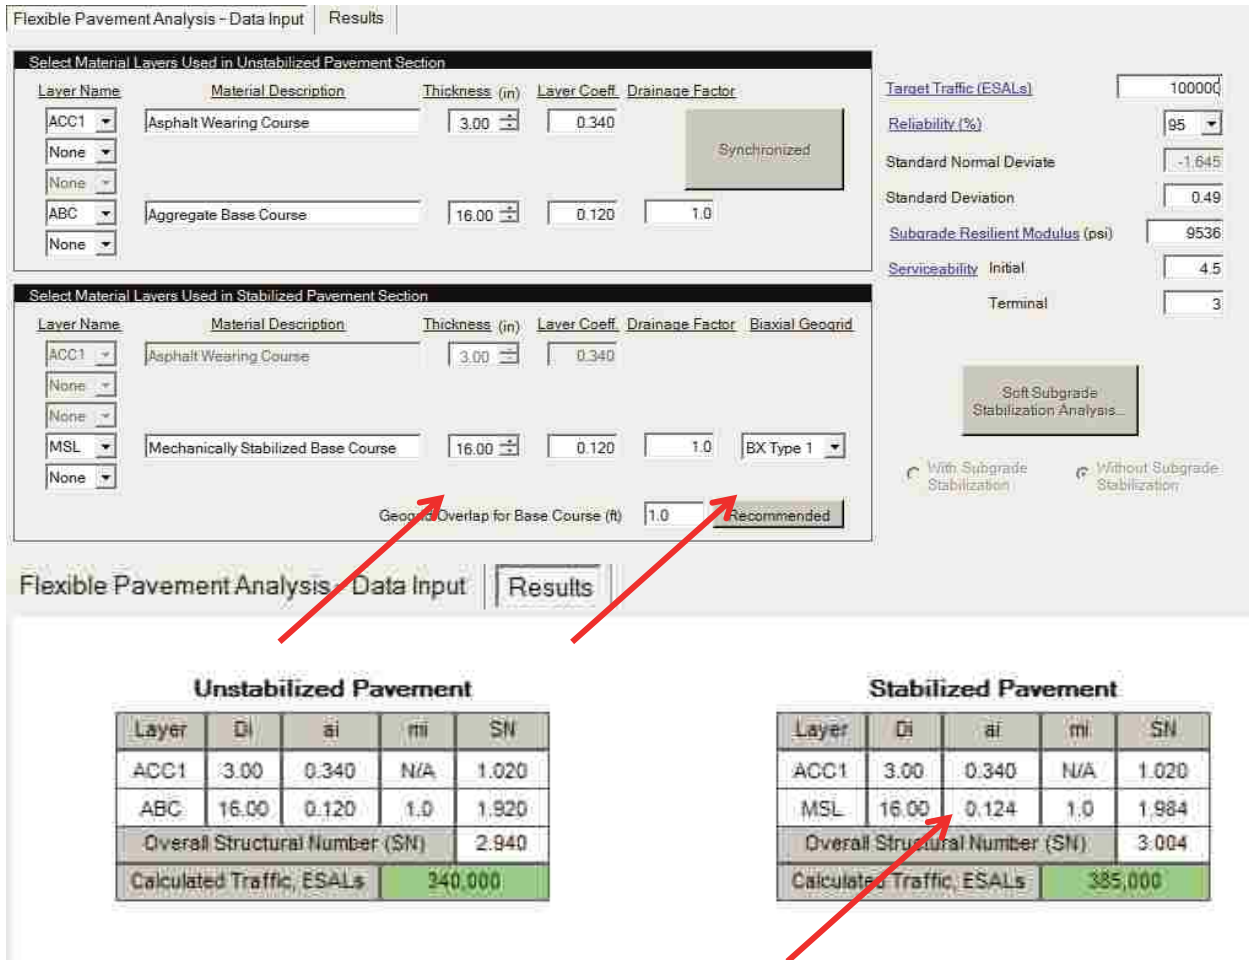 Flexible Pavement Analysis - Data Input Results
Select Material Layers Used in Unstabilized Pavement Section
Layer Name Material Description Thickness (in) Layer Coeff. Drainage Factor
ACC1 Asphalt Wearing Course 3.00 0.340
None
None
ABC Aggregate Base Course 16.00 0.120 1.0
None
Synchronized
Target Traffic (ESALs) 100000
Reliability (%) 95
Standard Normal Deviate -1.645
Standard Deviation 0.49
Subgrade Resilient Modulus (psi) 9536
Serviceability Initial 4.5
Terminal 3
Select Material Layers Used in Stabilized Pavement Section
Layer Name Material Description Thickness (in) Layer Coeff. Drainage Factor Biaxial Geogrid
ACC1 Asphalt Wearing Course 3.00 0.340
None
None
MSL Mechanically Stabilized Base Course 16.00 0.120 1.0 BX Type 1
None
Geogrid Overlap for Base Course (ft) 1.0 Recommended
Soft Subgrade
Stabilization Analysis...
With Subgrade
Stabilization
Without Subgrade
Stabilization
Flexible Pavement Analysis - Data Input Results
Unstabilized Pavement
Layer Di ai mi SN
ACC1 3.00 0.340 N/A 1.020
ABC 16.00 0.120 1.0 1.920
Overall Structural Number (SN) 2.940
Calculated Traffic, ESALs 340,000
Stabilized Pavement
Layer Di ai mi SN
ACC1 3.00 0.340 N/A 1.020
MSL 16.00 0.124 1.0 1.984
Overall Structural Number (SN) 3.004
Calculated Traffic, ESALs 385,000